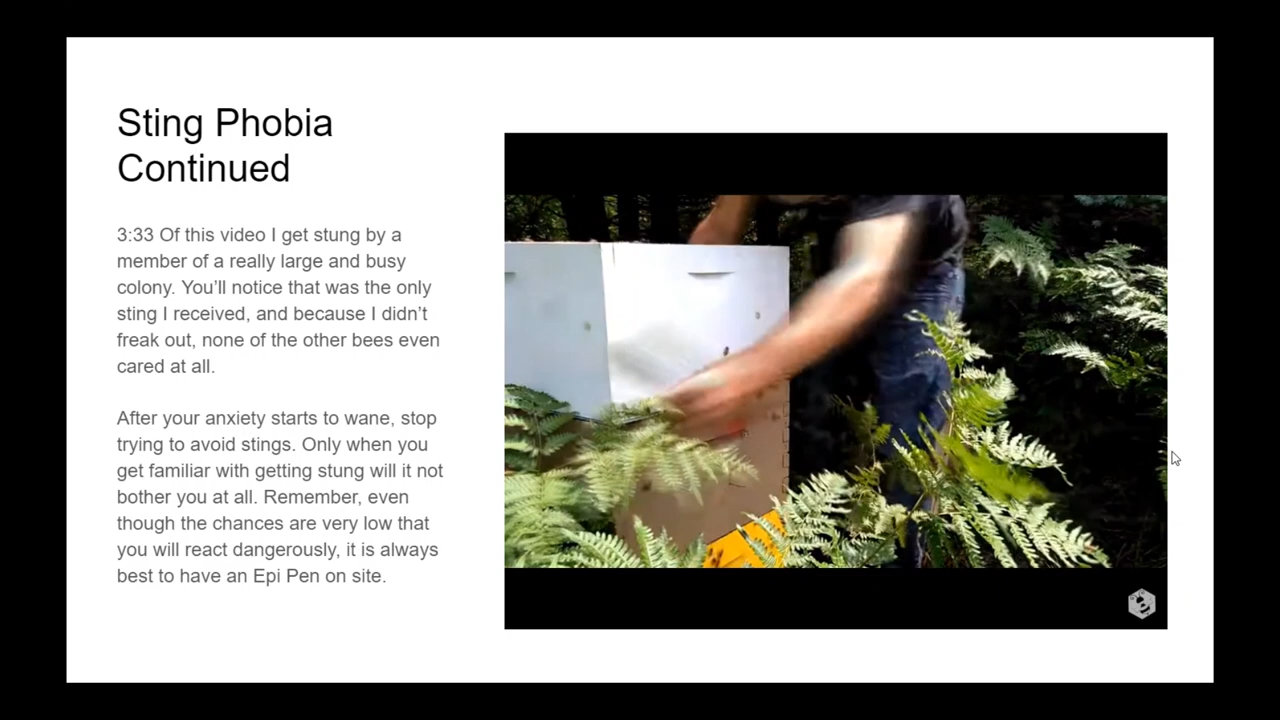 Sting Phobia
Continued
3:33 Of this video I get stung by a
member of a really large and busy
colony. You’ll notice that was the only
sting I received, and because I didn’t
freak out, none of the other bees even
cared at all.
After your anxiety starts to wane, stop
trying to avoid stings. Only when you
get familiar with getting stung will it not
bother you at all. Remember, even
though the chances are very low that
you will react dangerously, it is always
best to have an Epi Pen on site.